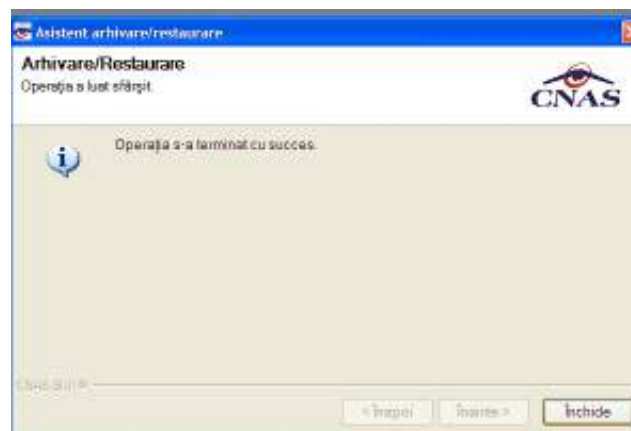 Asistent arhivare/restaurare
Arhivare/Restaurare
Operația a luat sfârșit.
CNAS
Operația s-a terminat cu succes.
< Înapoi
Înainte >
Închide